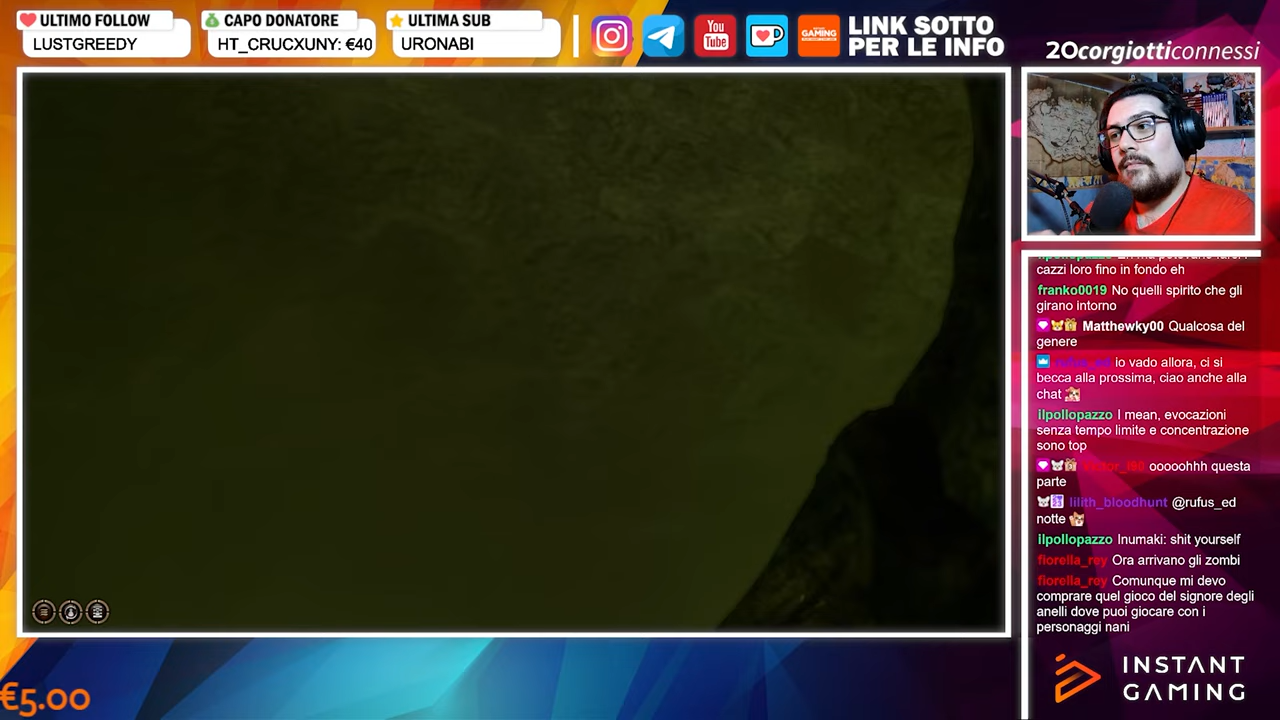 ULTIMO FOLLOW
LUSTGREEDY
CAPO DONATORE
HT_CRUCXUNY: €40
ULTIMA SUB
URONABI
You
Tube
GAMING
LINK SOTTO
PER LE INFO
20corgiotticonnessi
cazzi loro fino in fondo eh
franko0019 No quelli spirito che gli
girano intorno
Matthewky00 Qualcosa del
genere
io vado allora, ci si
becca alla prossima, ciao anche alla
chat
ilpollopazzo I mean, evocazioni
senza tempo limite e concentrazione
sono top
ooooohhh questa
parte
lilith_bloodhunt @rufus_ed
notte
ilpollopazzo Inumaki: shit yourself
fiorella_rey Ora arrivano gli zombi
fiorella_rey Comunque mi devo
comprare quel gioco del signore degli
anelli dove puoi giocare con i
personaggi nani
INSTANT
GAMING
€5.00